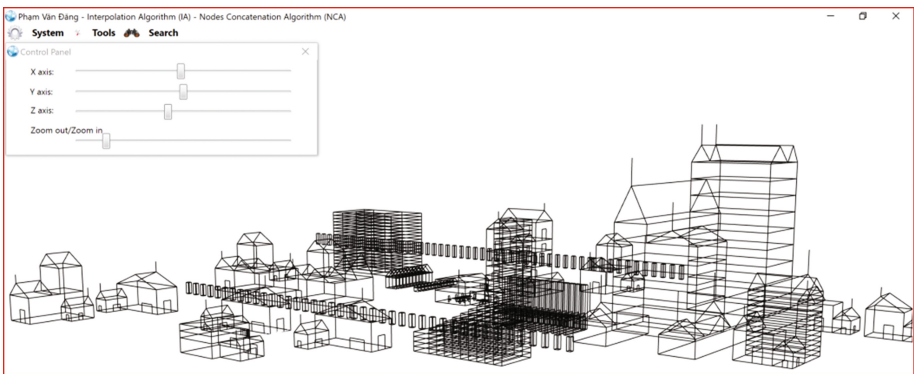 Phạm Văn Đảng - Interpolation Algorithm (IA) - Nodes Concatenation Algorithm (NCA)
System Tools Search
Control Panel
X axis:
Y axis:
Z axis:
Zoom out/Zoom in